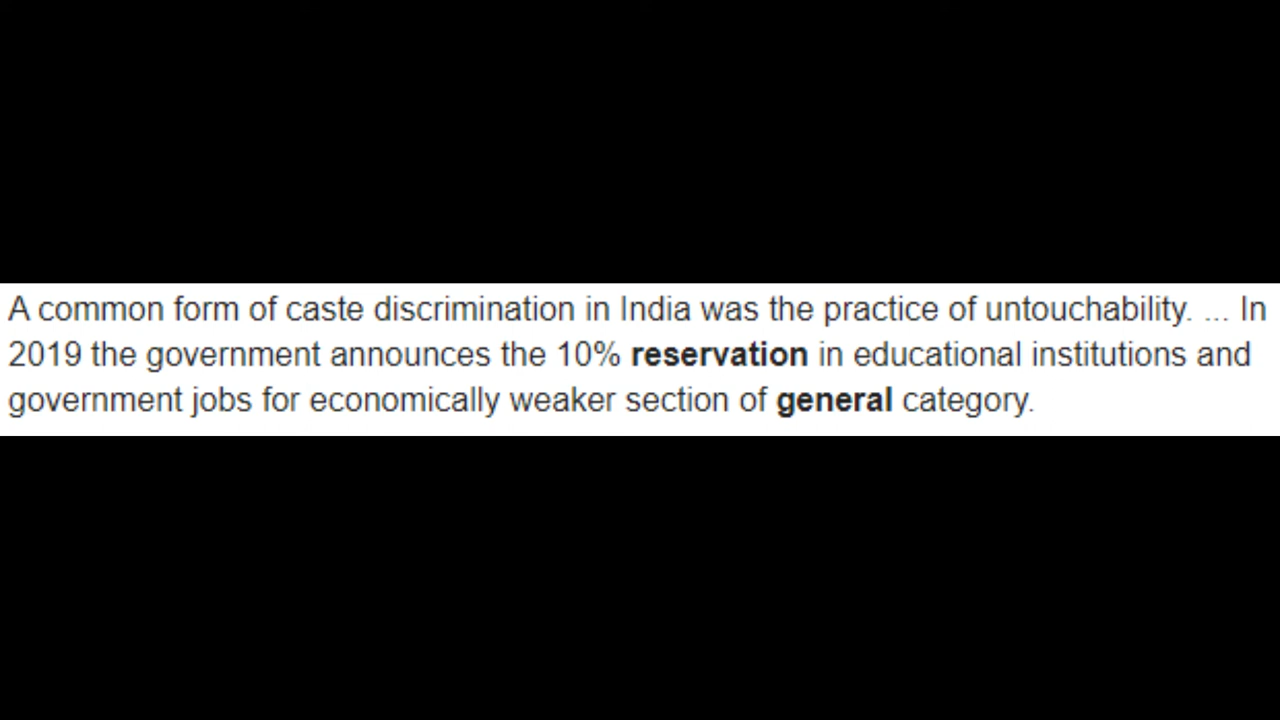 A common form of caste discrimination in India was the practice of untouchability. ... In
2019 the government announces the 10% reservation in educational institutions and
government jobs for economically weaker section of general category.